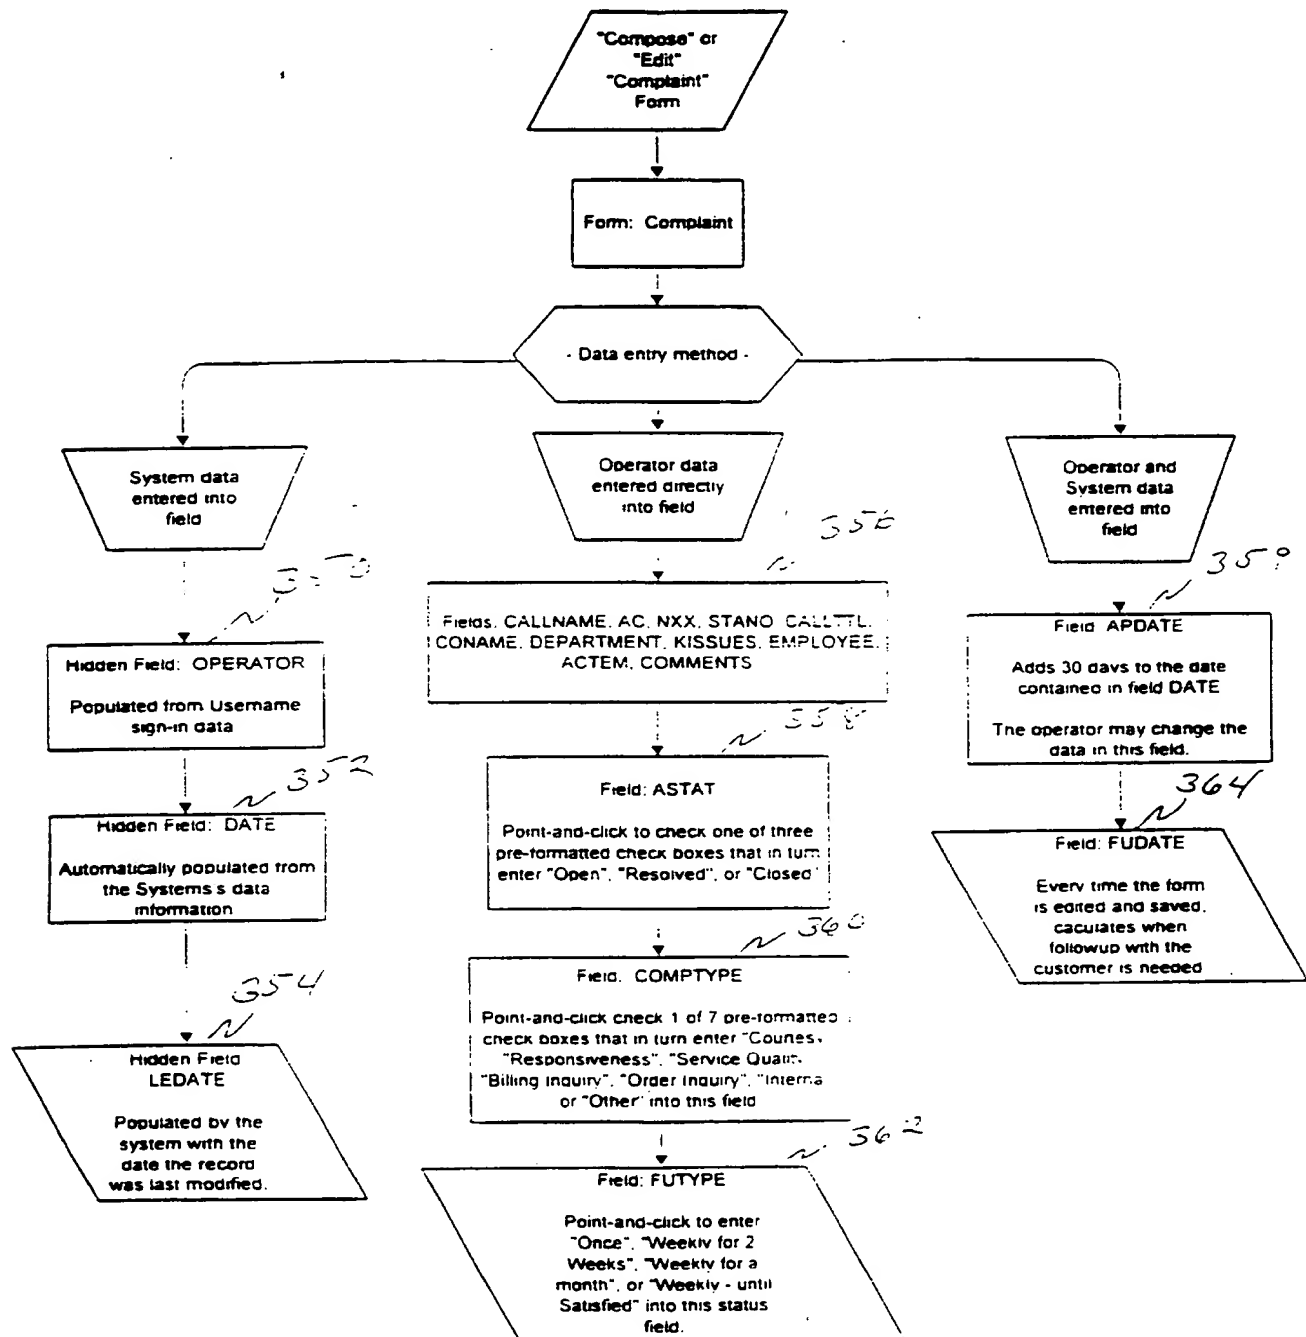 "Compose" or
"Edit"
"Complaint"
Form
Form: Complaint
- Data entry method -
System data
entered into
field
350
Hidden Field: OPERATOR
Populated from Username
sign-in data
352
Hidden Field: DATE
Automatically populated from
the Systems s data
information
354
Hidden Field
LEDATE
Populated by the
system with the
date the record
was last modified.
Operator data
entered directly
into field
356
Fields, CALLNAME, AC, NXX, STANO, CALLTTL,
CONAME, DEPARTMENT, KISSUES, EMPLOYEE,
ACTEM, COMMENTS
358
Field: ASTAT
Point-and-click to check one of three
pre-formatted check boxes that in turn
enter "Open", "Resolved", or "Closed"
360
Field. COMPTYPE
Point-and-click check 1 of 7 pre-formatted
check boxes that in turn enter
"Responsiveness", "Service
"Billing Inquiry", "Order Inquiry", "Interna
or "Other" into this field
362
Field: FUTYPE
Point-and-click to enter
"Once", "Weekly for 2
Weeks", "Weekly for a
month", or "Weekly - until
Satisfied" into this status
field.
Operator and
System data
entered into
field
Field APDATE
Adds 30 days to the date
contained in field DATE
The operator may change the
data in this field.
364
Field: FUDATE
Every time the form
is edited and saved,
caculates when
followup with the
customer is needed